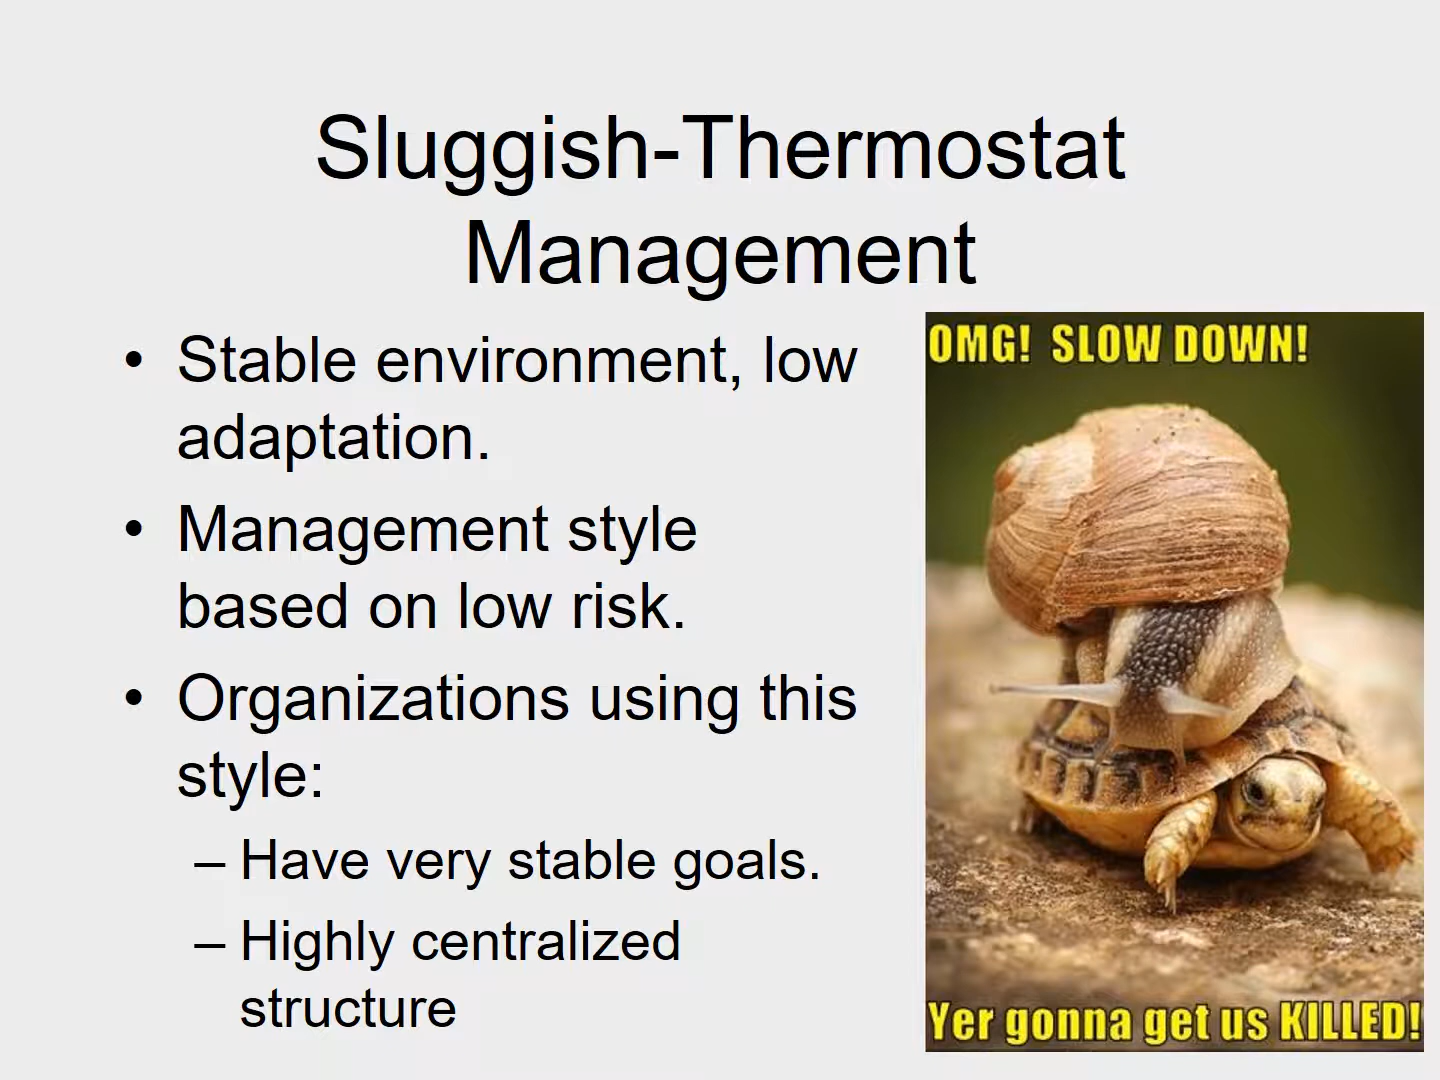 Sluggish-Thermostat
Management
• Stable environment, low
adaptation.
• Management style
based on low risk.
• Organizations using this
style:
– Have very stable goals.
– Highly centralized
structure
OMG! SLOW DOWN!
Yer gonna get us KILLED!